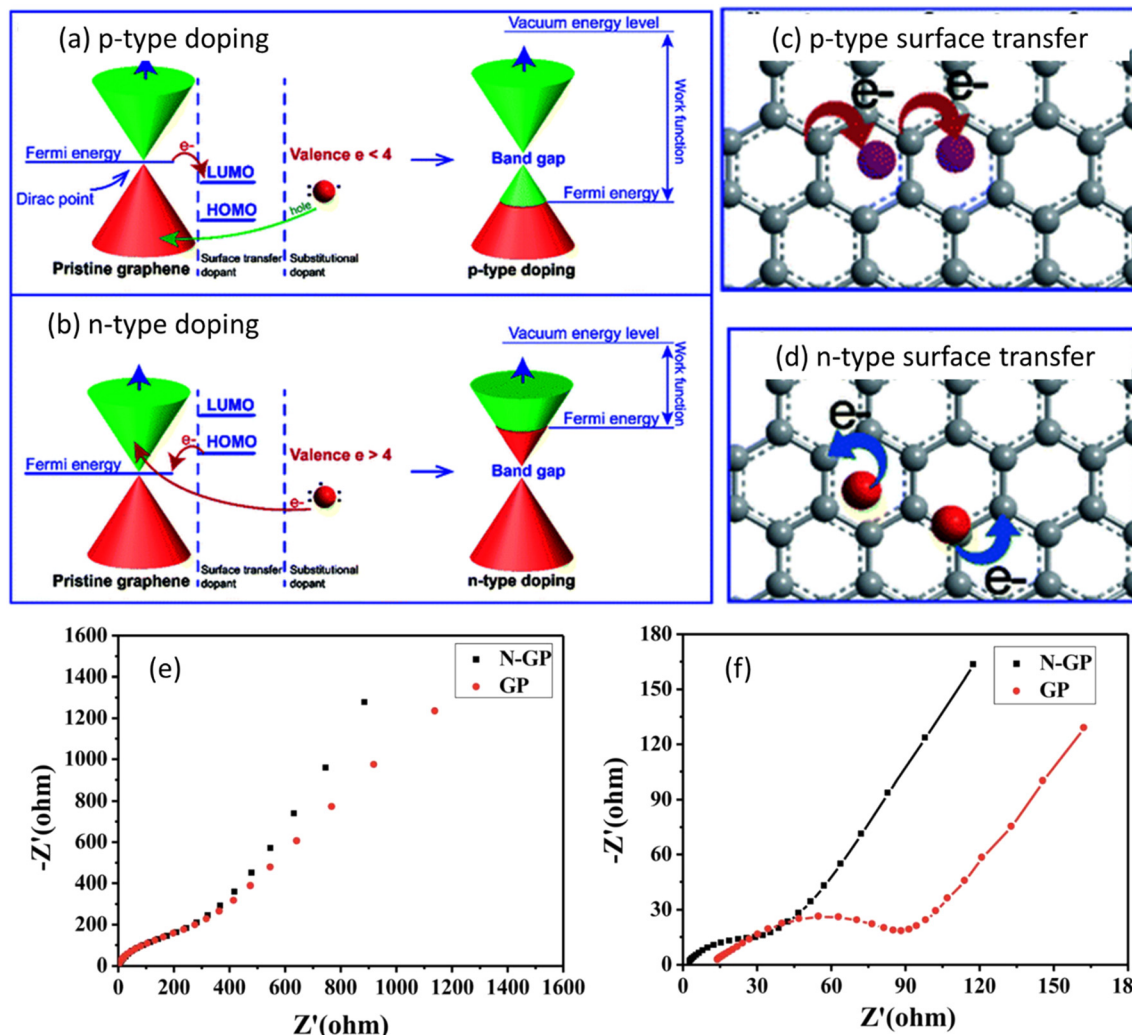 (a) p-type doping
Vacuum energy level
Work function
Fermi energy
e-
LUMO
Valence e < 4
Band gap
Dirac point
HOMO
hole
Fermi energy
Pristine graphene
Surface transfer
dopant
Substitutional
dopant
p-type doping
(b) n-type doping
Vacuum energy level
Work function
LUMO
Fermi energy
e-
HOMO
Valence e > 4
Fermi energy
Band gap
e-
Pristine graphene
Surface transfer
dopant
Substitutional
dopant
n-type doping
(c) p-type surface transfer
e-
e-
(d) n-type surface transfer
e-
e-
(e)
N-GP
GP
1600
1400
1200
1000
800
600
400
200
0
-Z'(ohm)
0 200 400 600 800 1000 1200 1400 1600
Z'(ohm)
(f)
N-GP
GP
180
150
120
90
60
30
0
-Z'(ohm)
0 30 60 90 120 150 18
Z'(ohm)